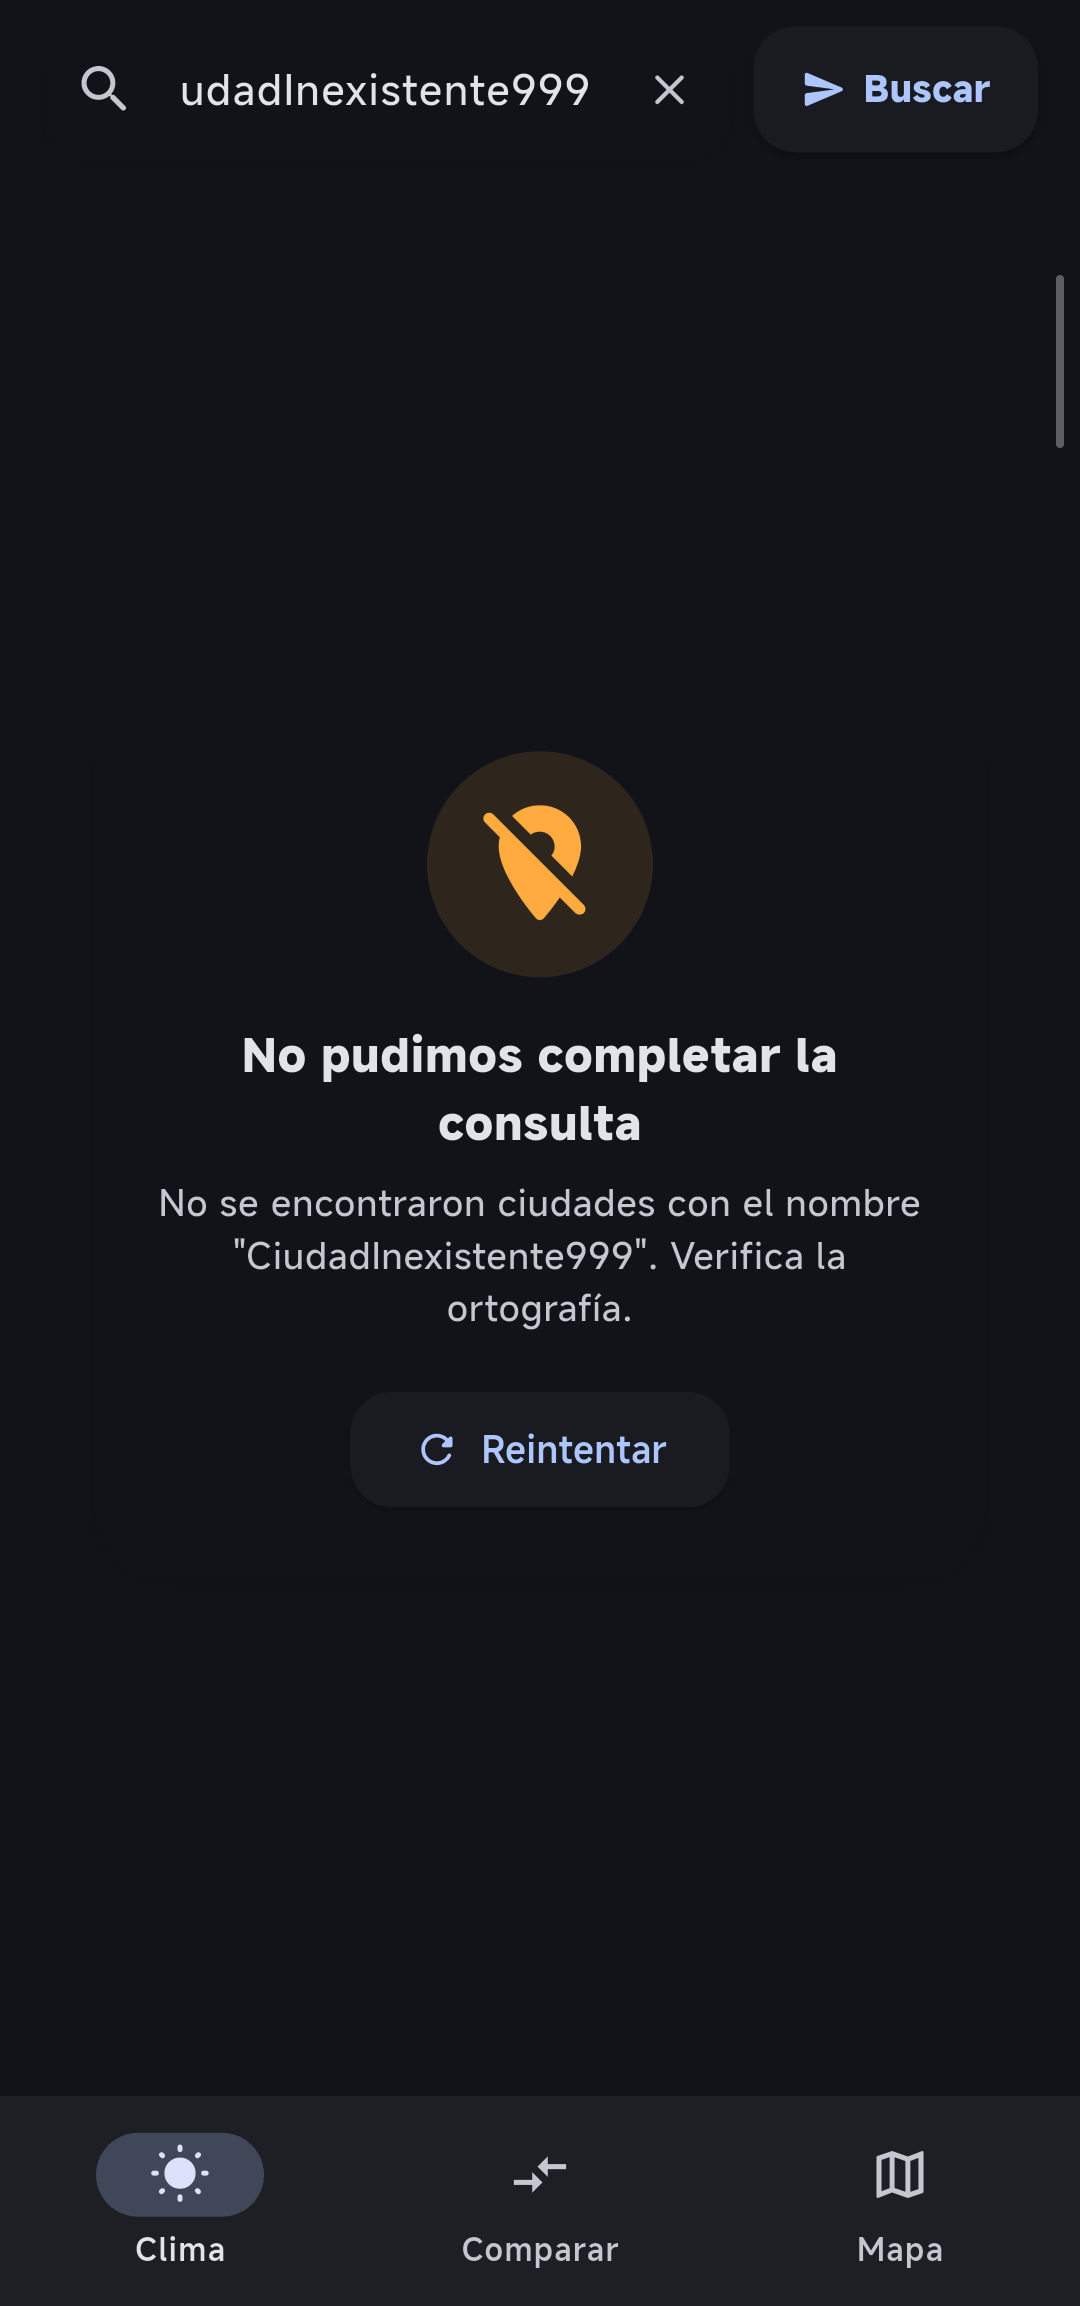 udadInexistente999
Buscar
No pudimos completar la
consulta
No se encontraron ciudades con el nombre
"CiudadInexistente999". Verifica la
ortografía.
Reintentar
Clima
Comparar
Mapa